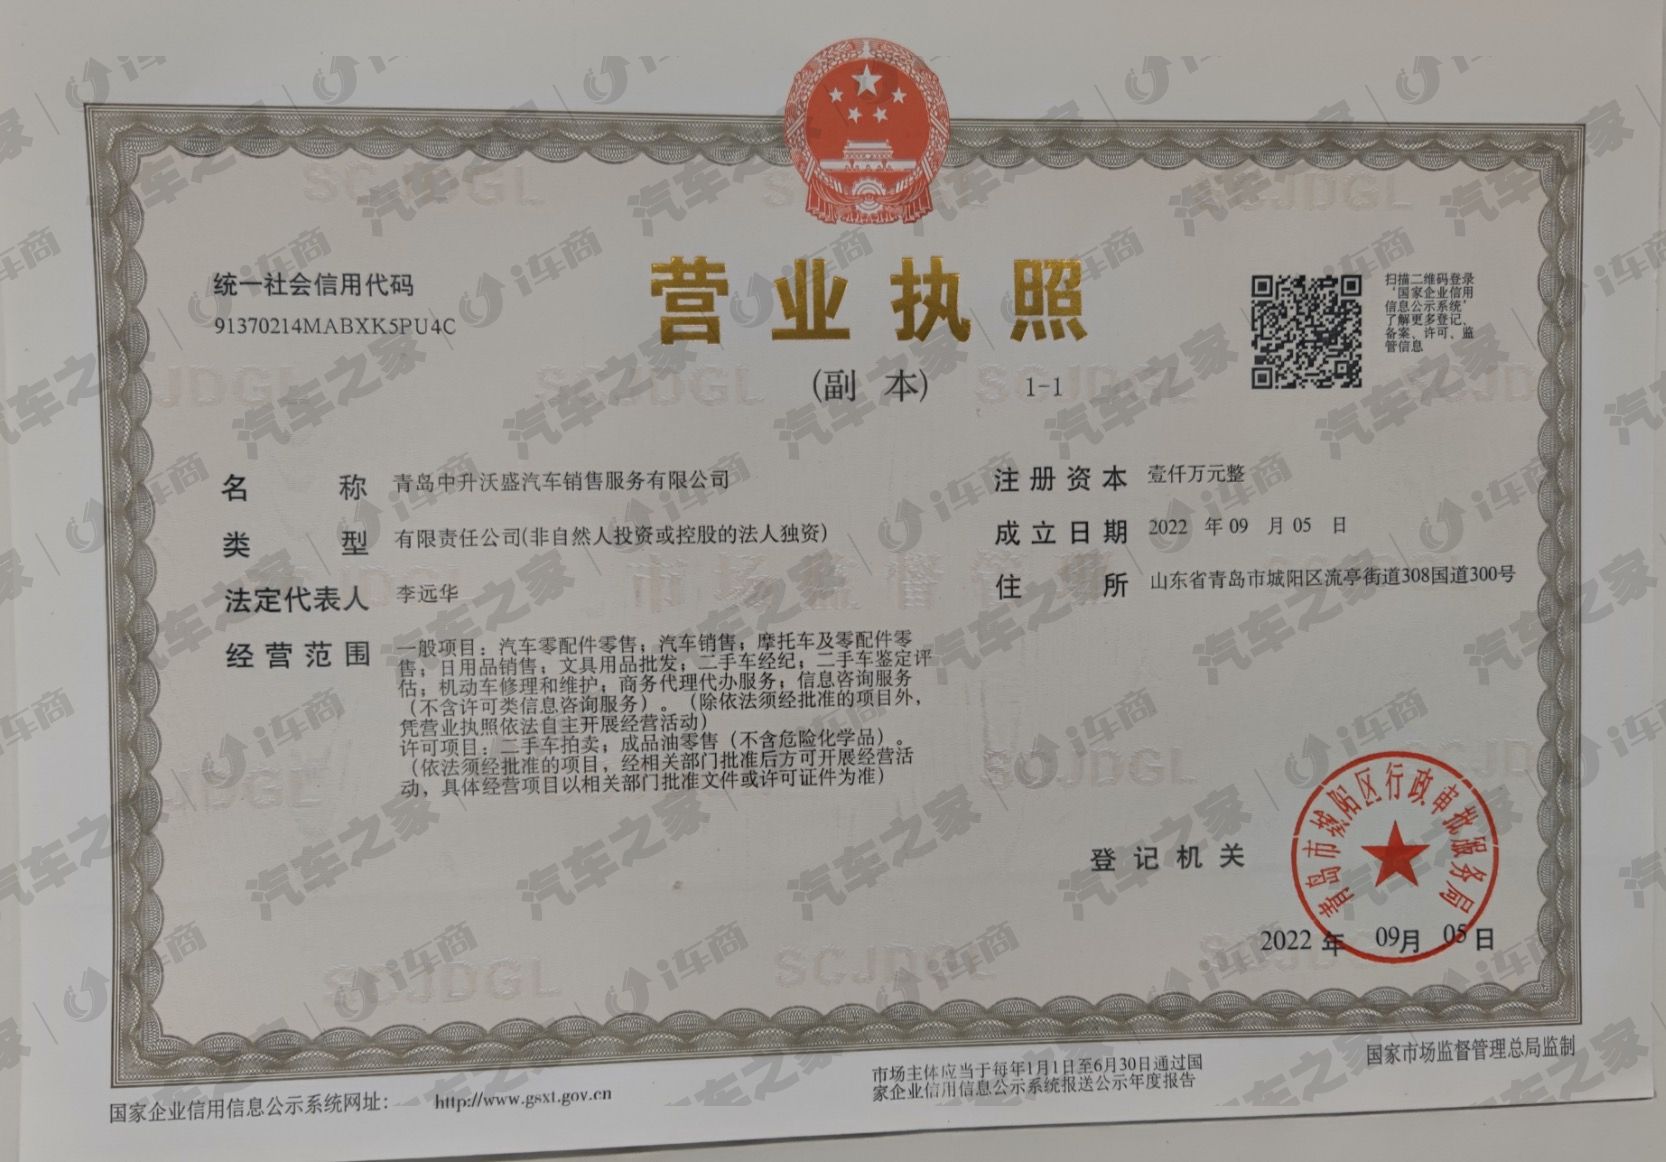 营业执照
(副 本) 1-1
统一社会信用代码
91370214MABXK5PU4C
扫描二维码登录
‘国家企业信用
信息公示系统’
了解更多登记、
备案、许可、监
管信息
名 称 青岛中升沃盛汽车销售服务有限公司
类 型 有限责任公司(非自然人投资或控股的法人独资)
法定代表人 李远华
经营范围 一般项目：汽车零配件零售；汽车销售；摩托车及零配件零
售；日用品销售；文具用品批发；二手车经纪；二手车鉴定评
估；机动车修理和维护；商务代理代办服务；信息咨询服务
（不含许可类信息咨询服务）。（除依法须经批准的项目外，
凭营业执照依法自主开展经营活动）
许可项目：二手车拍卖；成品油零售（不含危险化学品）。
（依法须经批准的项目，经相关部门批准后方可开展经营活
动，具体经营项目以相关部门批准文件或许可证件为准）
注册资本 壹仟万元整
成立日期 2022 年 09 月 05 日
住 所 山东省青岛市城阳区流亭街道308国道300号
登记机关
青岛市城阳区行政审批服务局
2022 年 09月 05日
国家企业信用信息公示系统网址： http://www.gsxt.gov.cn
市场主体应当于每年1月1日至6月30日通过国
家企业信用信息公示系统报送公示年度报告
国家市场监督管理总局监制
SCJDGL
市场监督管理
汽车之家
i车商